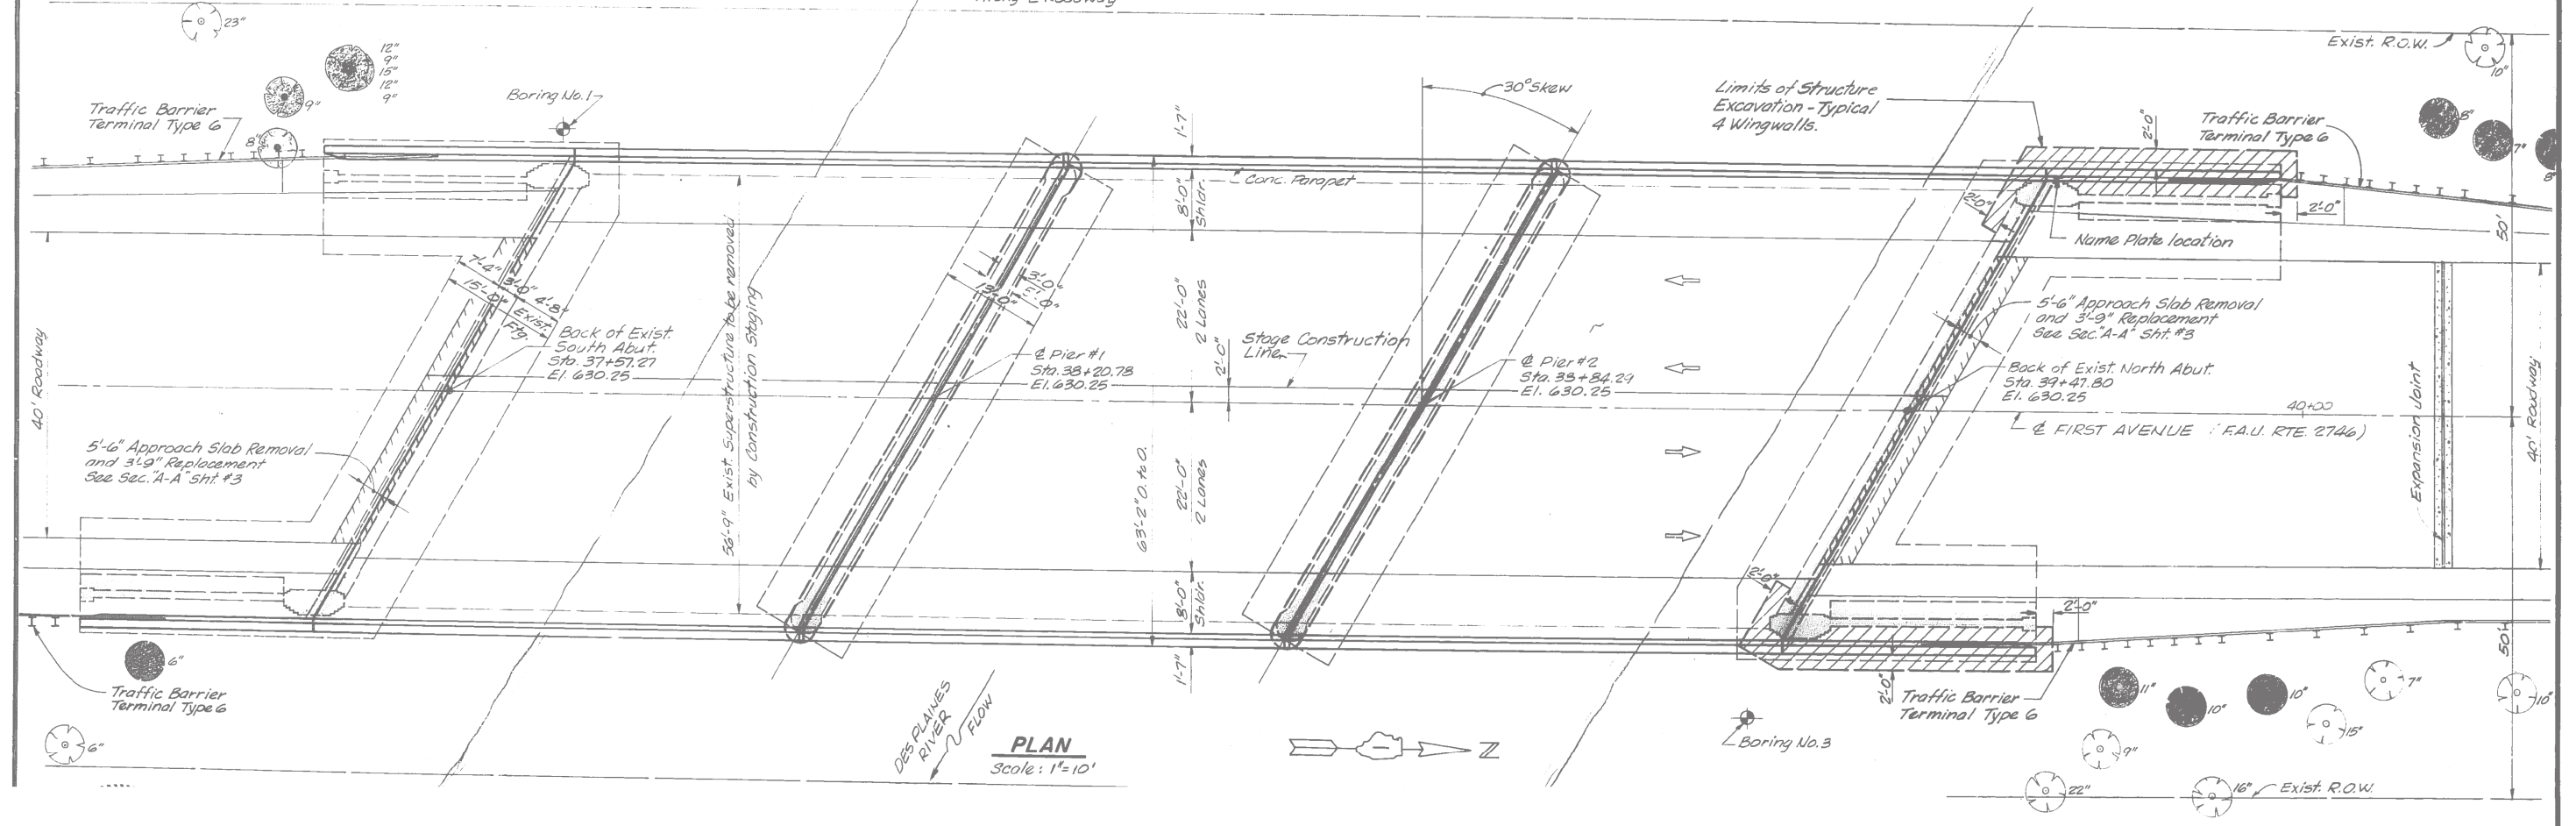 Roadway
23"
12"
9"
15"
12"
9"
9"
8"
Traffic Barrier
Terminal Type 6
Boring No. 1
1'-7"
30° Skew
Limits of Structure
Excavation - Typical
4 Wingwalls.
2'-0"
Traffic Barrier
Terminal Type 6
Exist. R.O.W.
10"
8"
7"
8"
Conc. Parapet
8'-0"
Shldr.
2'-0"
2'-0"
Name Plate location
50'
7'-4"
3'-0"
4'-8"
15'-0"
Exist.
Ftg.
Back of Exist.
South Abut.
Sta. 37+57.27
El. 630.25
56'-9" Exist. Superstructure to be removed
by Construction Staging
3'-0"
13'-0"
℄ Pier #1
Sta. 38+20.78
El. 630.25
22'-0"
2 Lanes
2'-0"
Stage Construction
Line
℄ Pier #2
Sta. 38+84.29
El. 630.25
5'-6" Approach Slab Removal
and 3'-9" Replacement
See Sec. "A-A" Sht. #3
Back of Exist. North Abut.
Sta. 39+47.80
El. 630.25
40+00
℄ FIRST AVENUE (F.A.U. RTE. 2746)
Expansion Joint
40' Roadway
40' Roadway
5'-6" Approach Slab Removal
and 3'-9" Replacement
See Sec. "A-A" Sht. #3
63'-2" O. to O.
22'-0"
2 Lanes
8'-0"
Shldr.
1'-7"
2'-0"
2'-0"
2'-0"
50'
6"
Traffic Barrier
Terminal Type 6
6"
DES PLAINES
RIVER
FLOW
PLAN
Scale: 1"=10'
Z
Boring No. 3
Traffic Barrier
Terminal Type 6
11"
10"
10"
7"
10"
15"
9"
22"
16"
Exist. R.O.W.